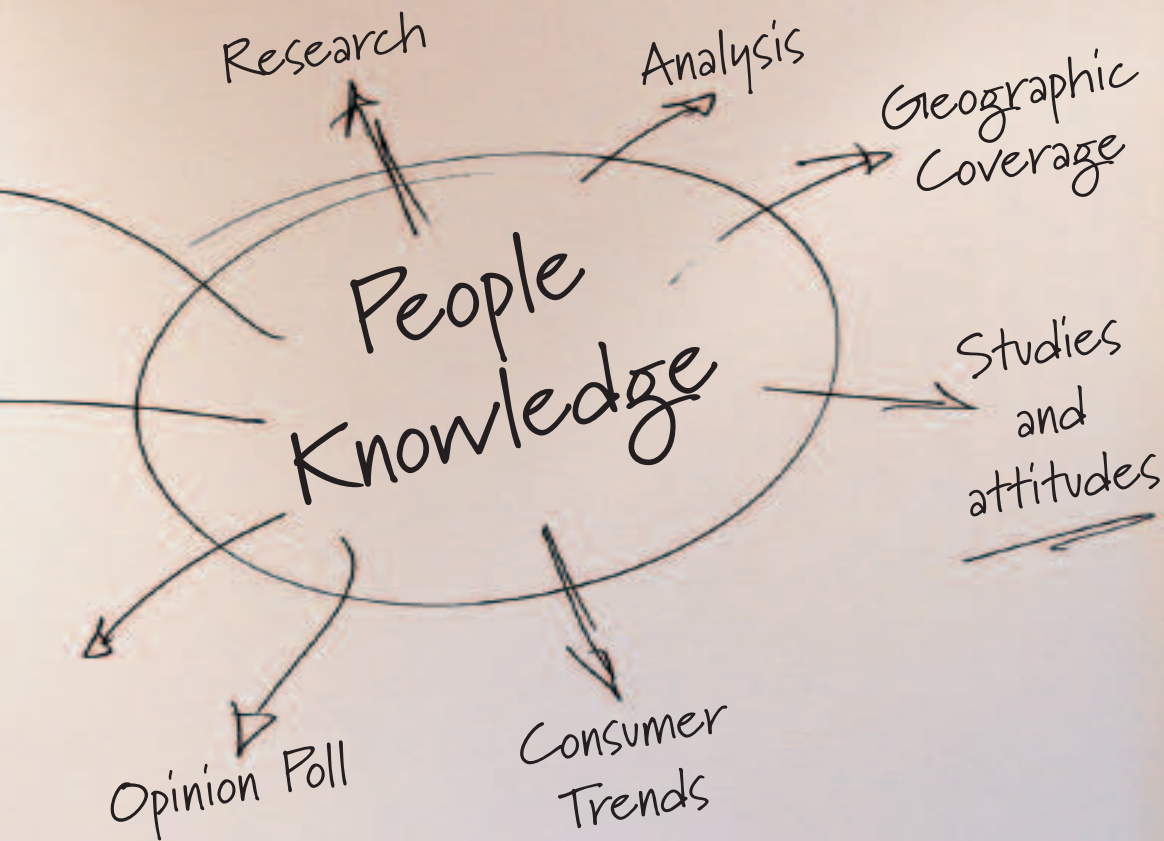 Research
Analysis
Geographic
Coverage
People
Knowledge
Studies
and
attitudes
Opinion Poll
Consumer
Trends